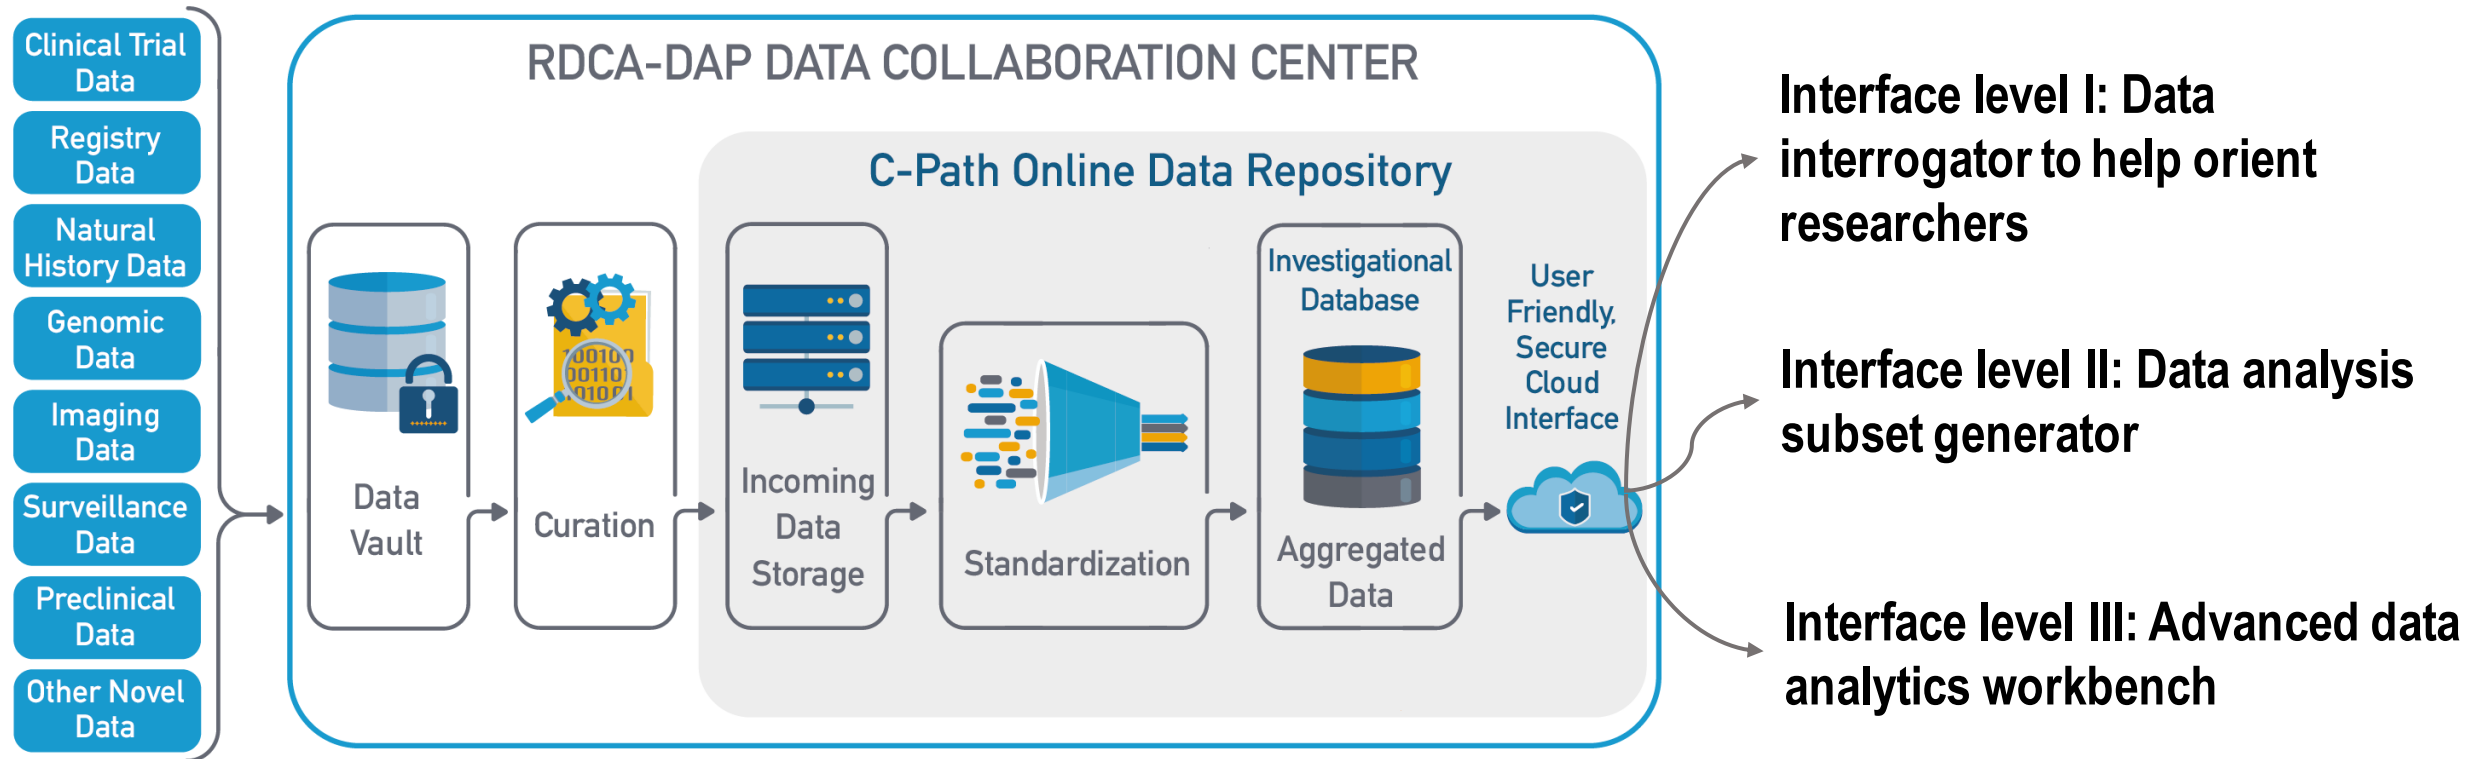 Clinical Trial
Data
Registry
Data
Natural
History Data
Genomic
Data
Imaging
Data
Surveillance
Data
Preclinical
Data
Other Novel
Data
RDCA-DAP DATA COLLABORATION CENTER
C-Path Online Data Repository
Data
Vault
100100
00110
101001
Curation
Incoming
Data
Storage
Standardization
Investigational
Database
Aggregated
Data
User
Friendly,
Secure
Cloud
Interface
Interface level I: Data
interrogator to help orient
researchers
Interface level II: Data analysis
subset generator
Interface level III: Advanced data
analytics workbench